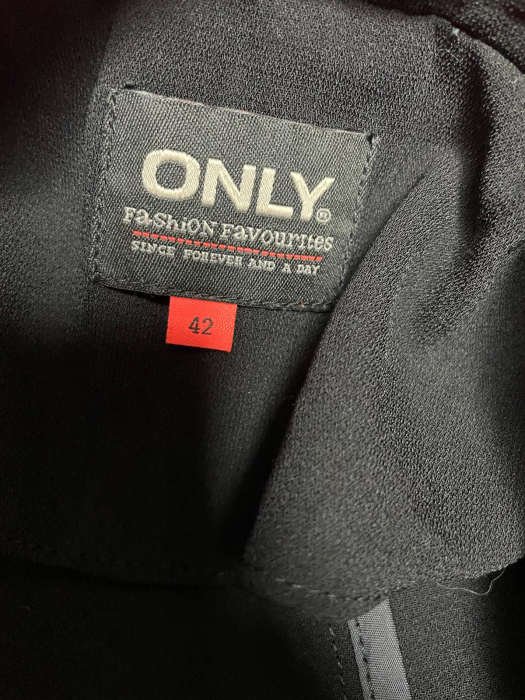 ONLY®
Fashion Favourites
SINCE FOREVER AND A DAY
42